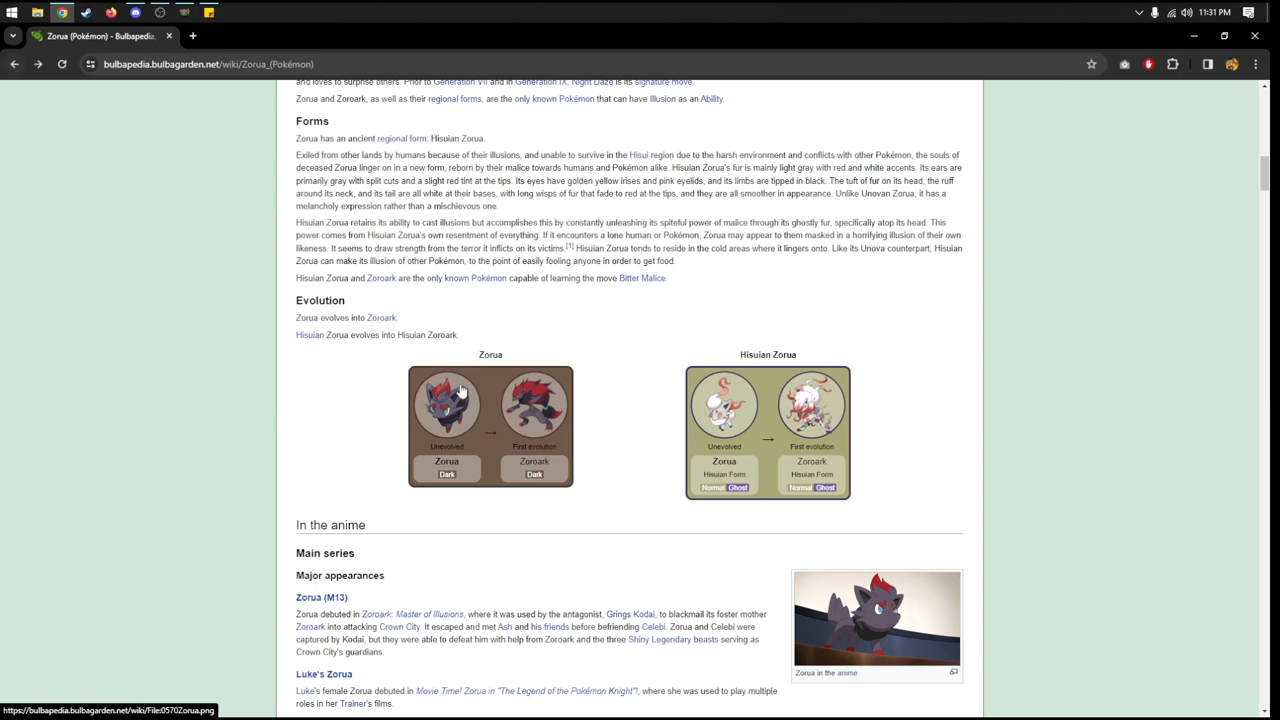 11:31 PM
Zorua (Pokémon) - Bulbapedia,
bulbapedia.bulbagarden.net/wiki/Zorua_(Pokémon)
and loves to surprise others. Prior to Generation VII and in Generation IX, Night Daze is its signature move.
Zorua and Zoroark, as well as their regional forms, are the only known Pokémon that can have Illusion as an Ability.
Forms
Zorua has an ancient regional form: Hisuian Zorua.
Exiled from other lands by humans because of their illusions, and unable to survive in the Hisui region due to the harsh environment and conflicts with other Pokémon, the souls of
deceased Zorua linger on in a new form, reborn by their malice towards humans and Pokémon alike. Hisuian Zorua's fur is mainly light gray with red and white accents. Its ears are
primarily gray with split cuts and a slight red tint at the tips. Its eyes have golden yellow irises and pink eyelids, and its limbs are tipped in black. The tuft of fur on its head, the ruff
around its neck, and its tail are all white at their bases, with long wisps of fur that fade to red at the tips, and they are all smoother in appearance. Unlike Unovan Zorua, it has a
melancholy expression rather than a mischievous one.
Hisuian Zorua retains its ability to cast illusions but accomplishes this by constantly unleashing its spiteful power of malice through its ghostly fur, specifically atop its head. This
power comes from Hisuian Zorua's own resentment of everything. If it encounters a lone human or Pokémon, Zorua may appear to them masked in a horrifying illusion of their own
likeness. It seems to draw strength from the terror it inflicts on its victims.[1] Hisuian Zorua tends to reside in the cold areas where it lingers onto. Like its Unova counterpart, Hisuian
Zorua can make its illusion of other Pokémon, to the point of easily fooling anyone in order to get food.
Hisuian Zorua and Zoroark are the only known Pokémon capable of learning the move Bitter Malice.
Evolution
Zorua evolves into Zoroark.
Hisuian Zorua evolves into Hisuian Zoroark.
Zorua Hisuian Zorua
Unevolved → First evolution Unevolved → First evolution
Zorua Zoroark Zorua Zoroark
Dark Dark Hisuian Form Hisuian Form
Normal Ghost Normal Ghost
In the anime
Main series
Major appearances
Zorua (M13)
Zorua debuted in Zoroark: Master of Illusions, where it was used by the antagonist, Grings Kodai, to blackmail its foster mother
Zoroark into attacking Crown City. It escaped and met Ash and his friends before befriending Celebi. Zorua and Celebi were
captured by Kodai, but they were able to defeat him with help from Zoroark and the three Shiny Legendary beasts serving as
Crown City's guardians.
Zorua in the anime
Luke's Zorua
Luke's female Zorua debuted in Movie Time! Zorua in "The Legend of the Pokémon Knight"!, where she was used to play multiple
roles in her Trainer's films.
https://bulbapedia.bulbagarden.net/wiki/File:0570Zorua.png